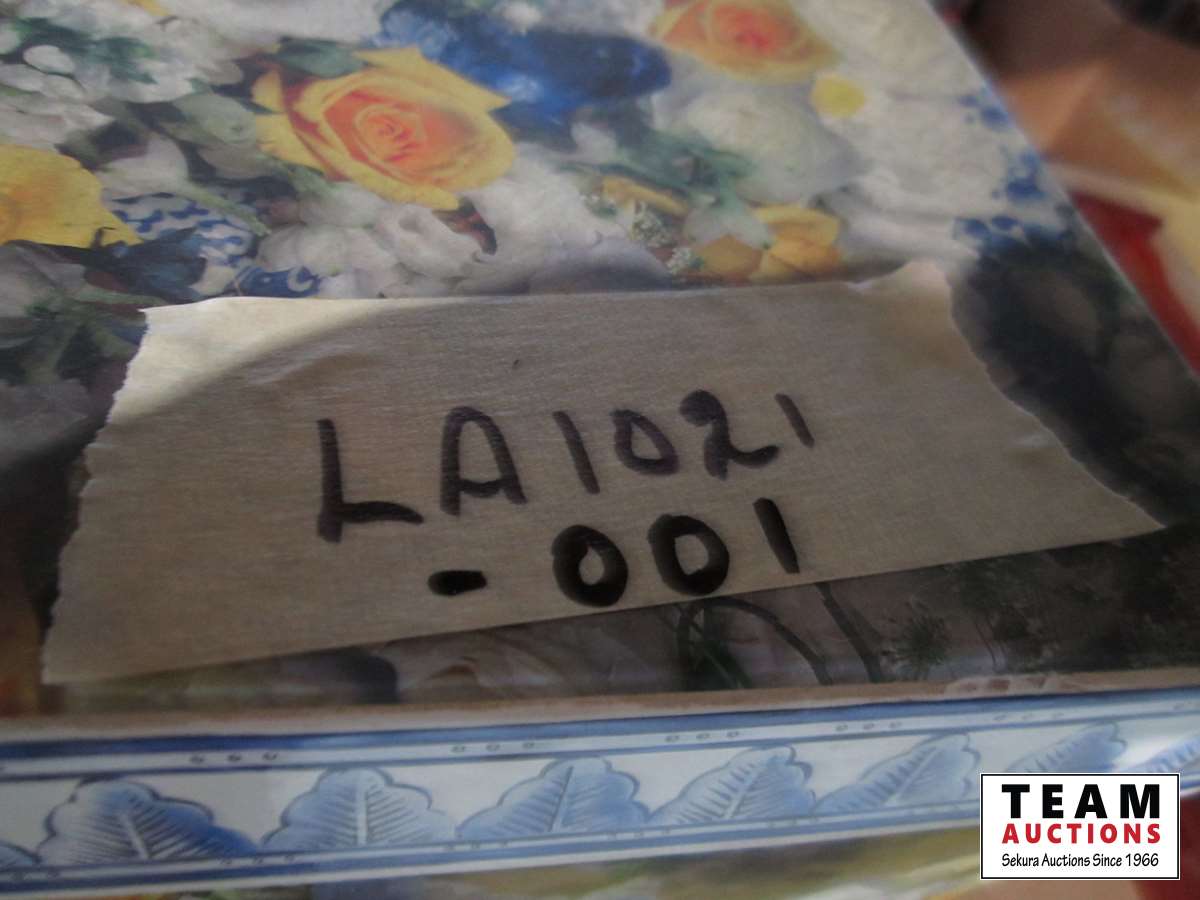 LA1021
-001
TEAM
AUCTIONS
Sekura Auctions Since 1966